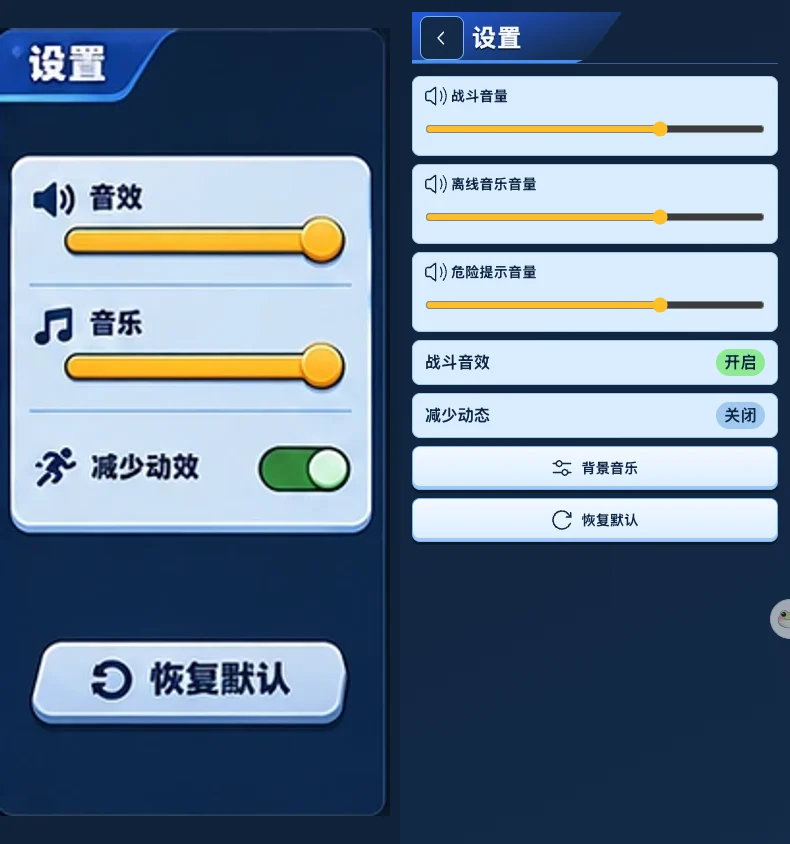 设置
音效
音乐
减少动效
恢复默认
设置
战斗音量
离线音乐音量
危险提示音量
战斗音效 开启
减少动态 关闭
背景音乐
恢复默认